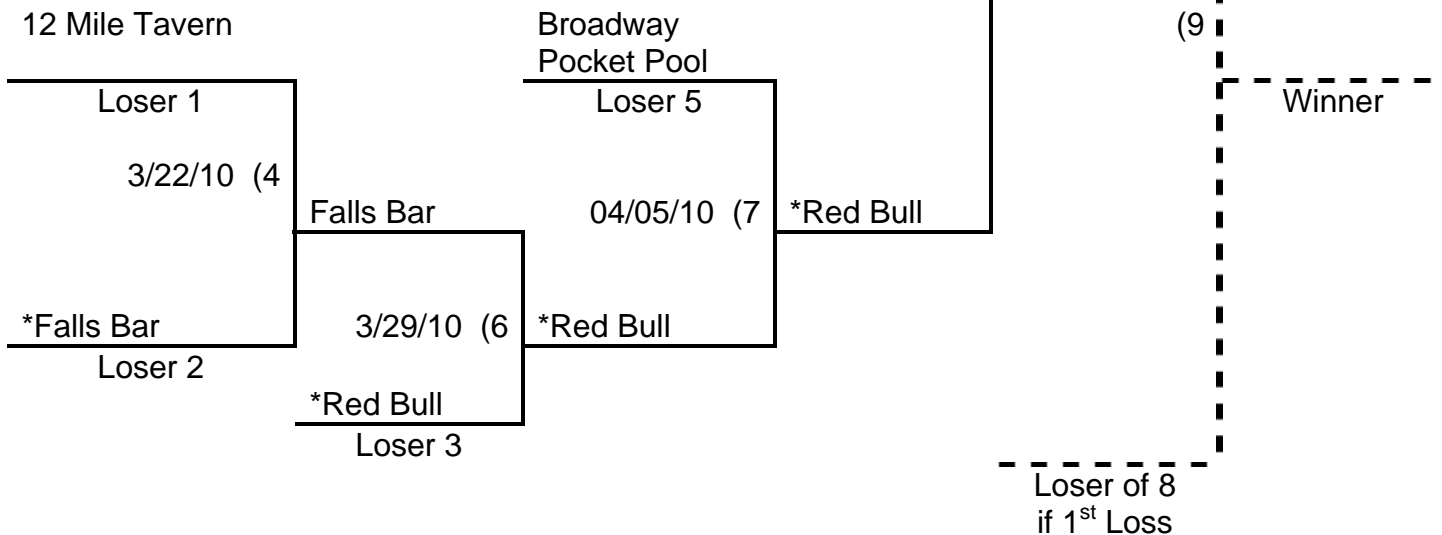 12 Mile Tavern
Broadway
Pocket Pool
(9
Loser 1
Loser 5
Winner
3/22/10 (4
Falls Bar
04/05/10 (7
*Red Bull
*Falls Bar
3/29/10 (6
*Red Bull
Loser 2
*Red Bull
Loser 3
Loser of 8
if 1st Loss